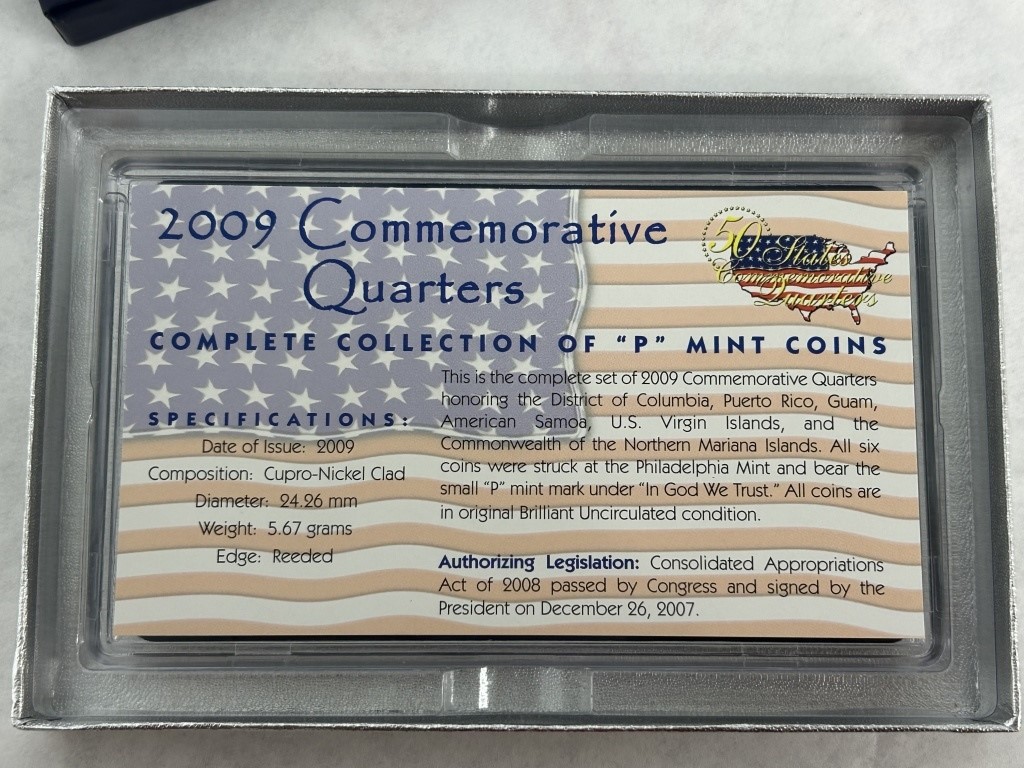 2009 Commemorative
Quarters
50 States
Commemorative
Quarters
COMPLETE COLLECTION OF "P" MINT COINS
SPECIFICATIONS:
Date of Issue: 2009
Composition: Cupro-Nickel Clad
Diameter: 24.26 mm
Weight: 5.67 grams
Edge: Reeded
This is the complete set of 2009 Commemorative Quarters
honoring the District of Columbia, Puerto Rico, Guam,
American Samoa, U.S. Virgin Islands, and the
Commonwealth of the Northern Mariana Islands. All six
coins were struck at the Philadelphia Mint and bear the
small "P" mint mark under "In God We Trust." All coins are
in original Brilliant Uncirculated condition.
Authorizing Legislation: Consolidated Appropriations
Act of 2008 passed by Congress and signed by the
President on December 26, 2007.